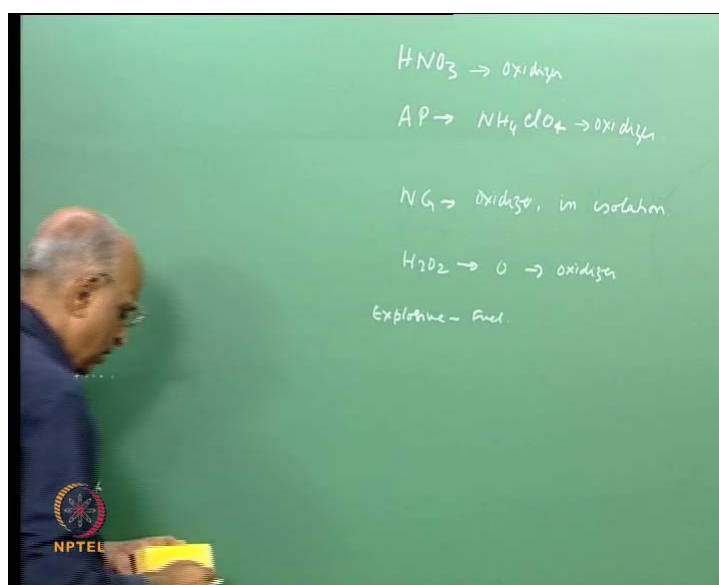 HNO3 → oxidizer
AP → NH4ClO4 → oxidizer
NG → oxidizer, in isolation
H2O2 → O → oxidizer
Explosive - Fuel.
NPTEL